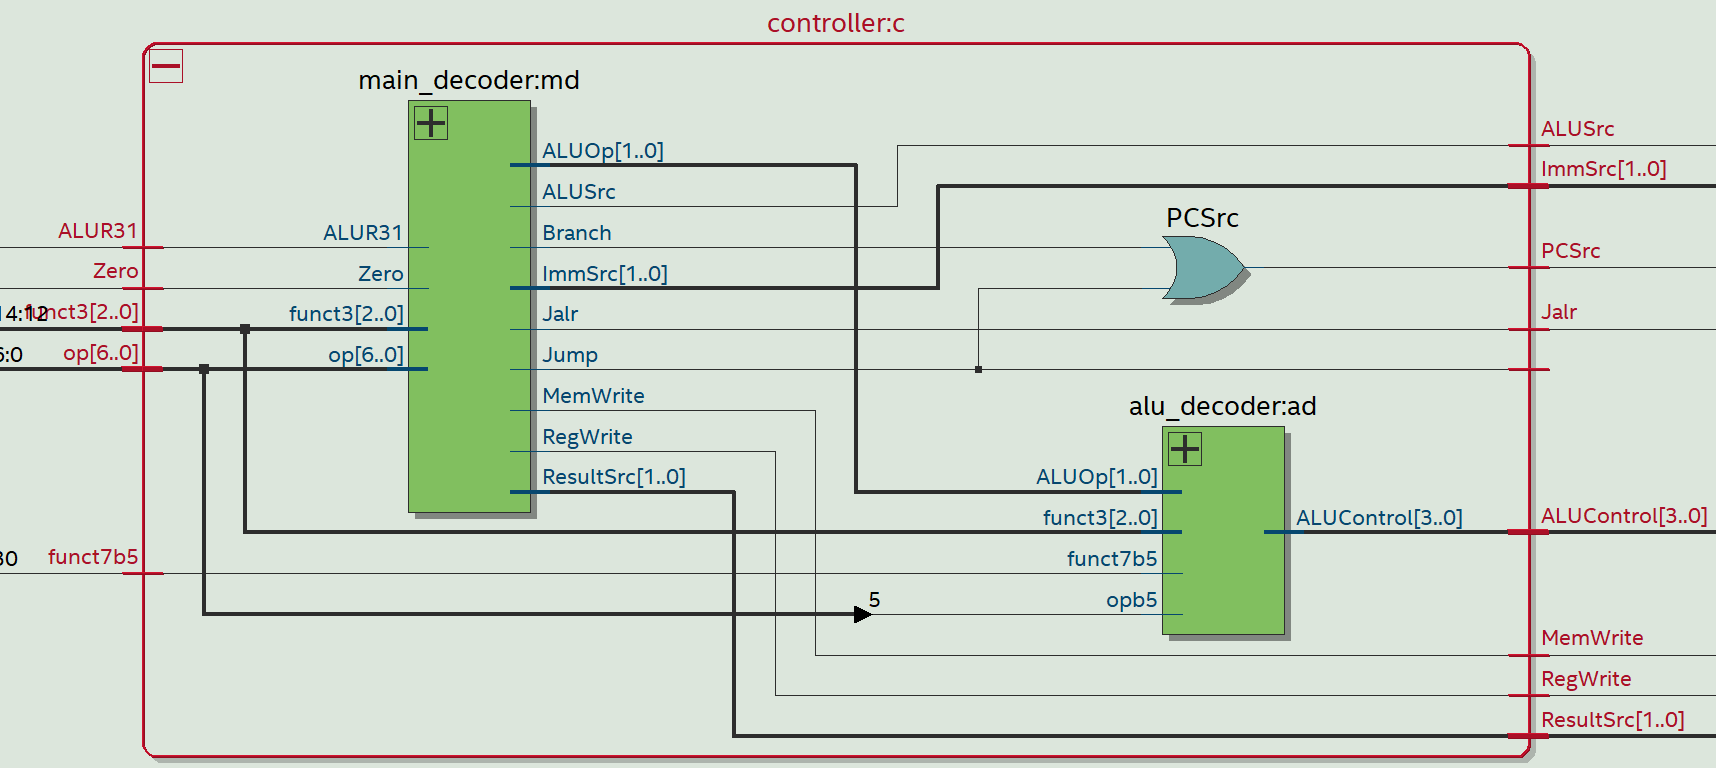 controller:c
main_decoder:md
ALUOp[1..0]
ALUSrc
Branch
ImmSrc[1..0]
Jalr
Jump
MemWrite
RegWrite
ResultSrc[1..0]
ALUR31
Zero
funct3[2..0]
op[6..0]
ALUR31
Zero
14:12
funct3[2..0]
6:0
op[6..0]
30
funct7b5
PCSrc
alu_decoder:ad
ALUOp[1..0]
funct3[2..0]
funct7b5
5
opb5
ALUControl[3..0]
ALUSrc
ImmSrc[1..0]
PCSrc
Jalr
ALUControl[3..0]
MemWrite
RegWrite
ResultSrc[1..0]